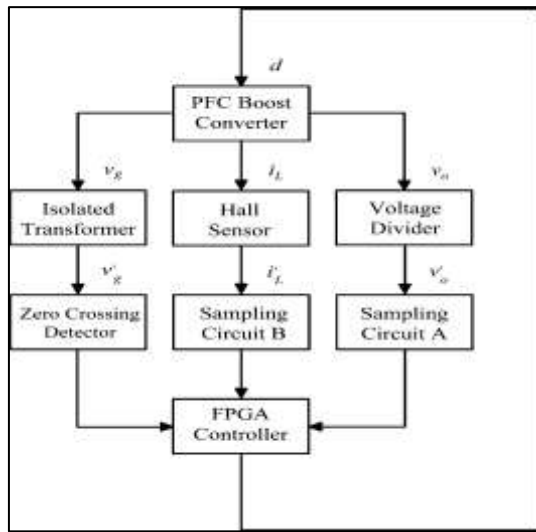 d
PFC Boost
Converter
v_g
i_L
v_o
Isolated
Transformer
Hall
Sensor
Voltage
Divider
v'_g
i'_L
v'_o
Zero Crossing
Detector
Sampling
Circuit B
Sampling
Circuit A
FPGA
Controller